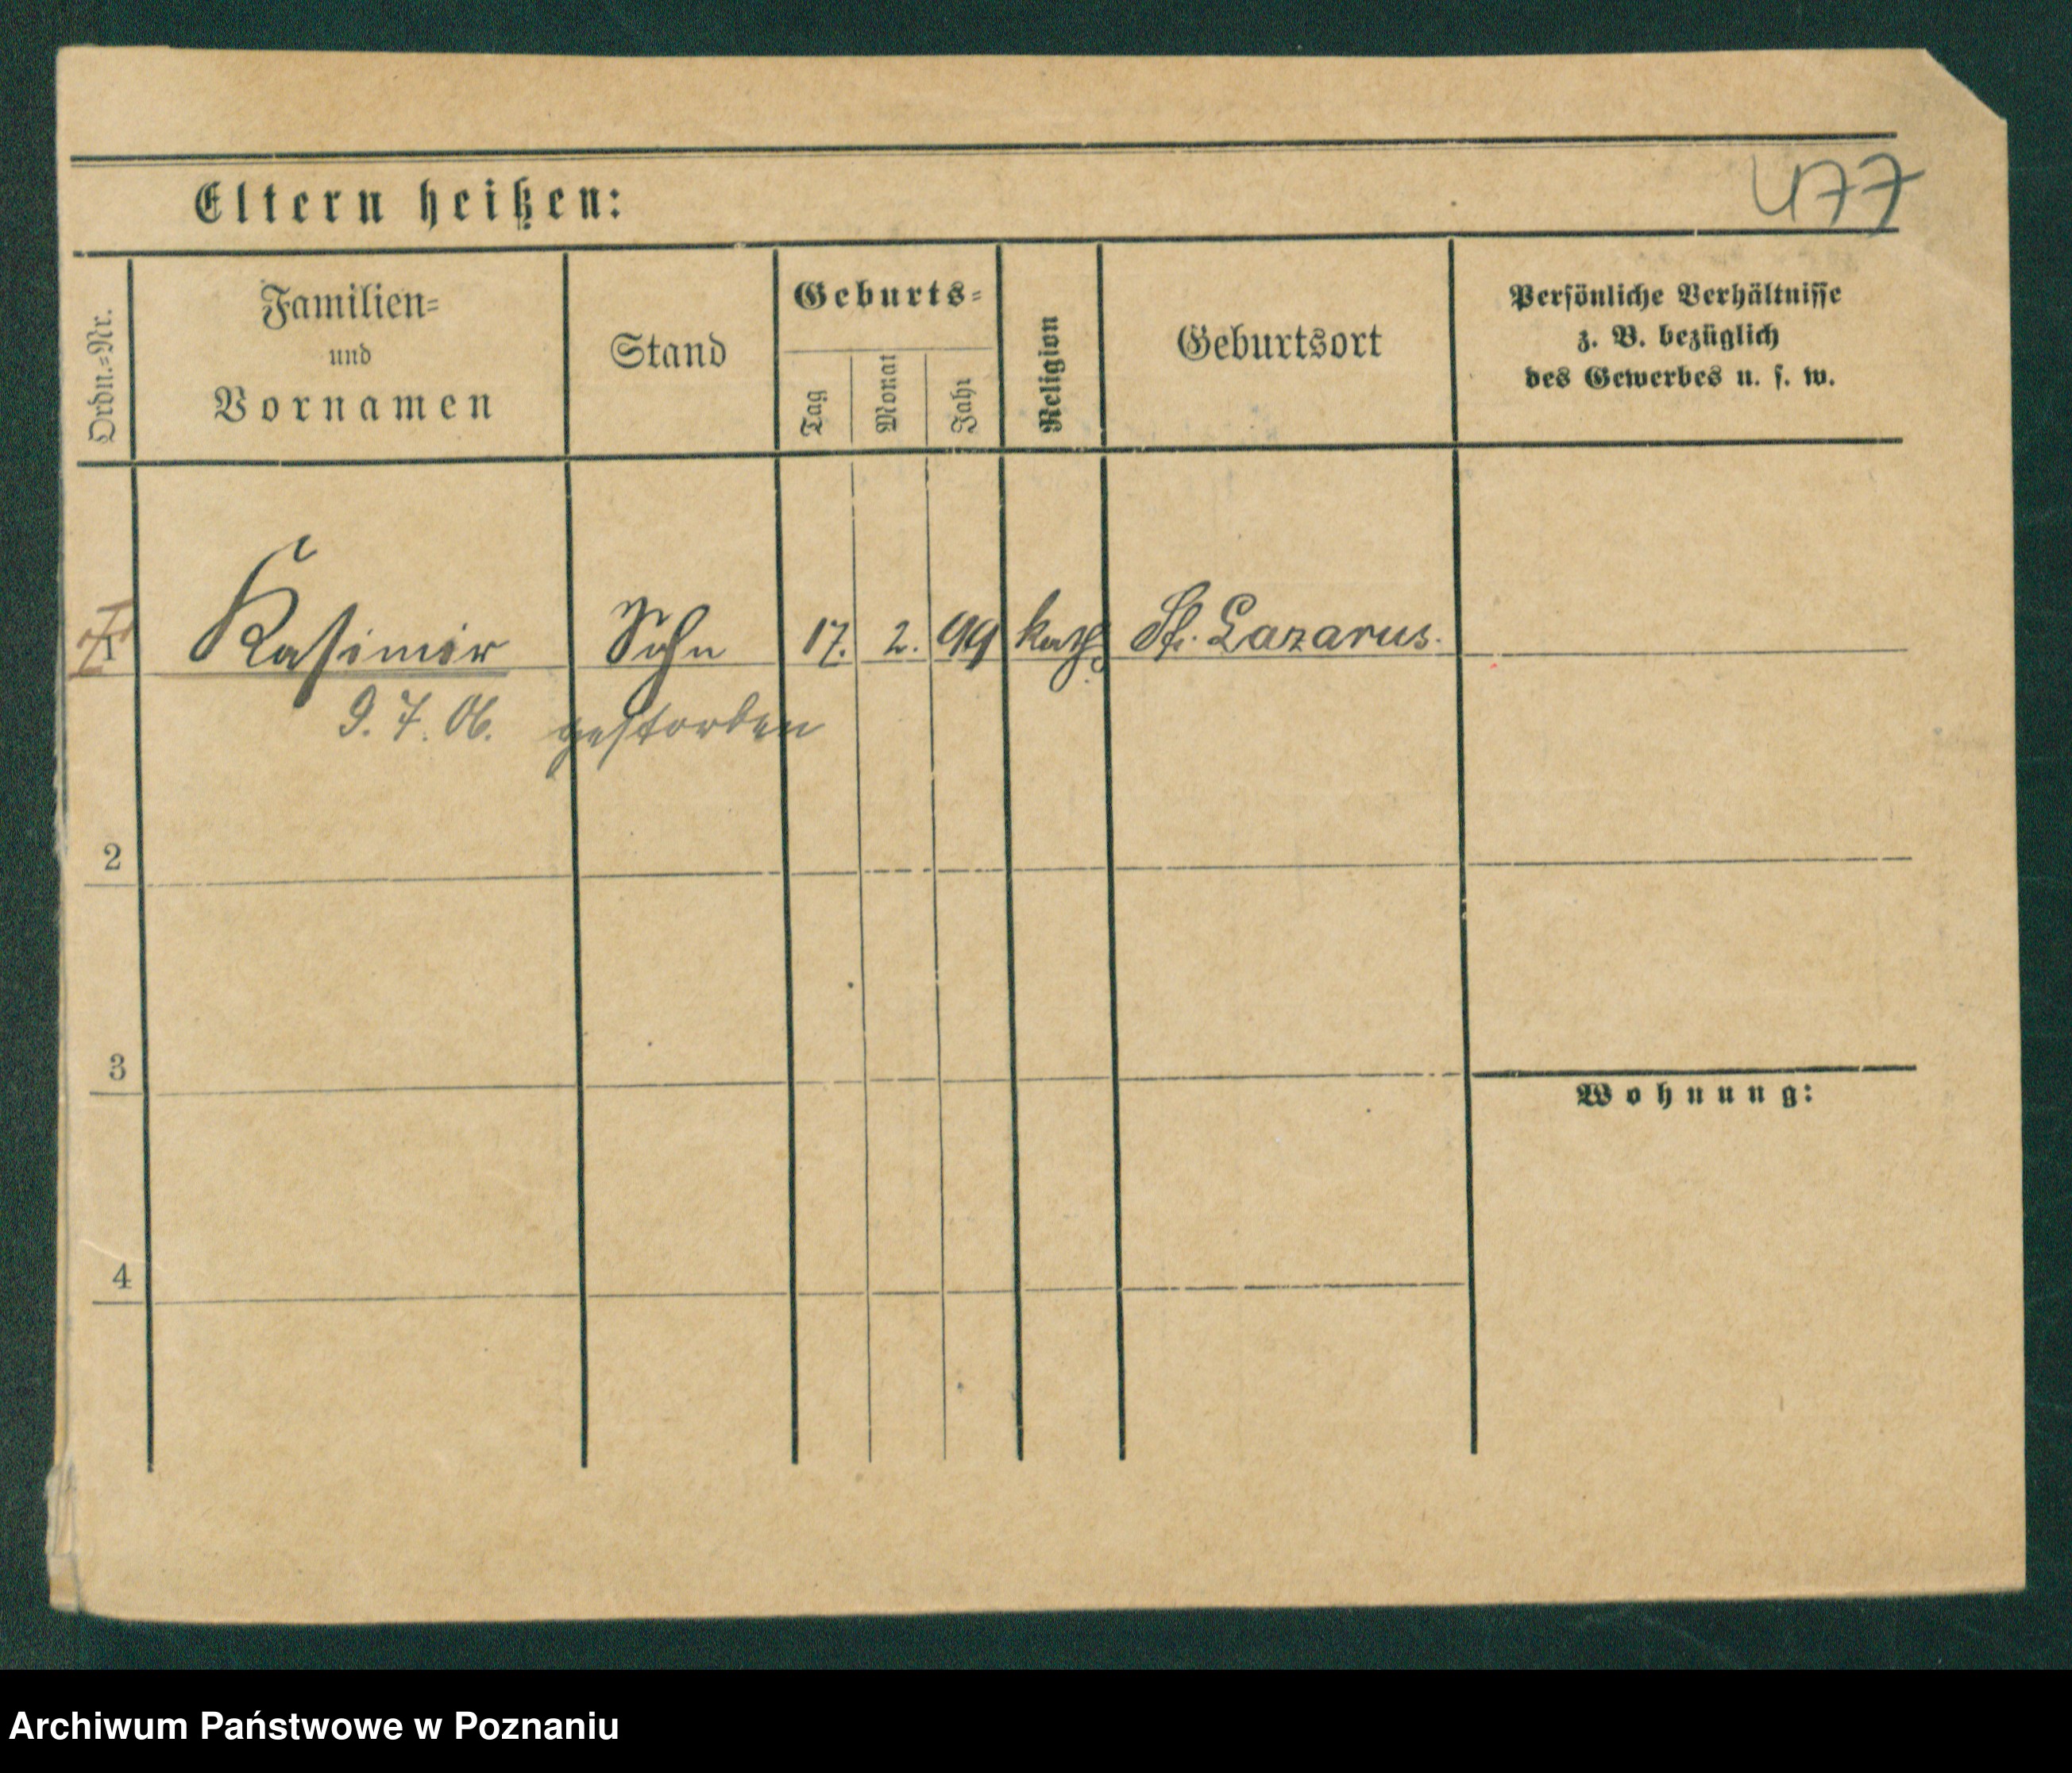 Eltern heißen:
477
Ordn.=Nr.
Familien=
und
Vornamen
Stand
Geburts=
Tag
Monat
Jahr
Religion
Geburtsort
Persönliche Verhältnisse
z. B. bezüglich
des Gewerbes u. s. w.
Kasimir Sohn 17. 2. 99 kath. St. Lazarus.
9. 7. 06. gestorben
2
3
Wohnung:
4
Archiwum Państwowe w Poznaniu